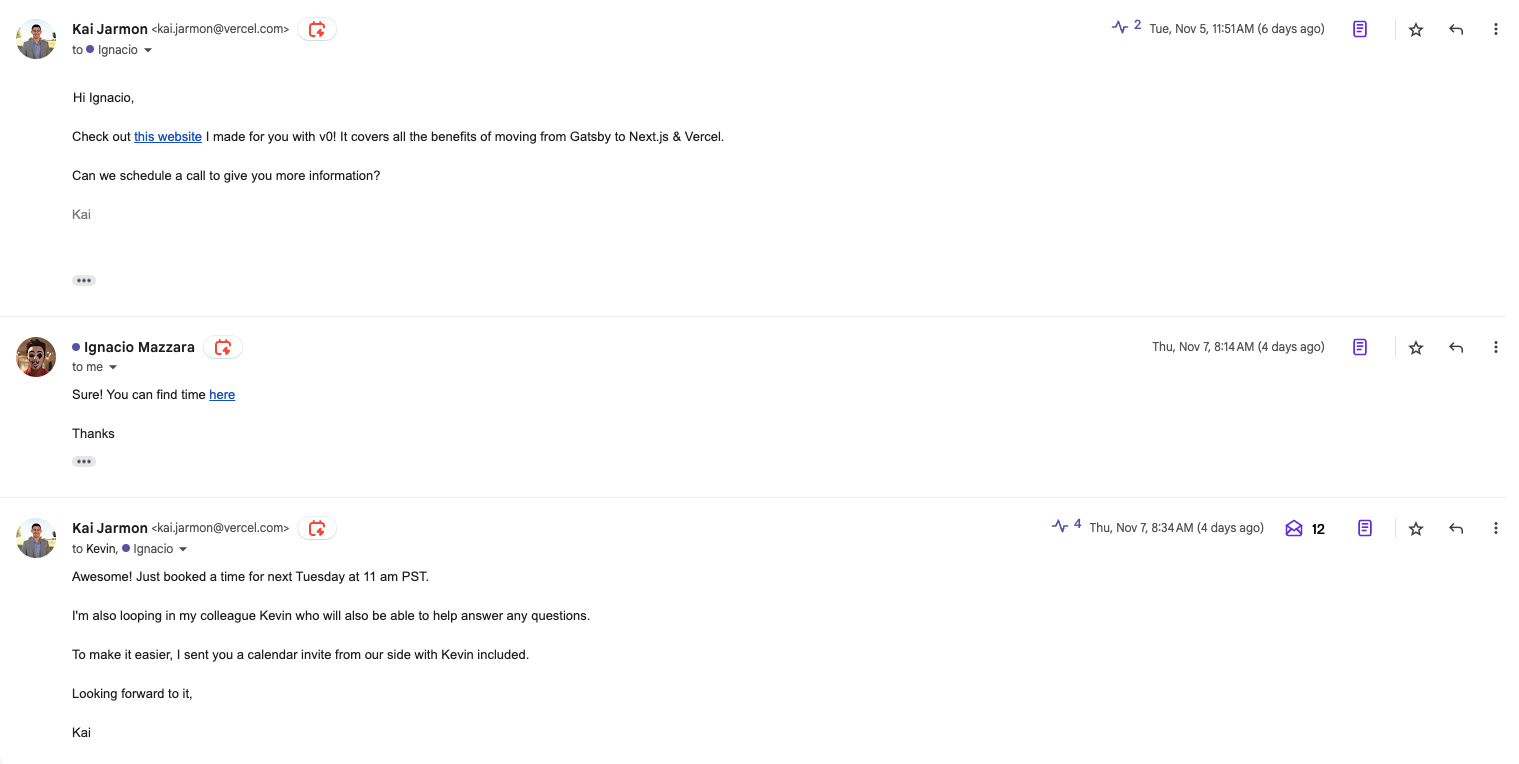 Kai Jarmon <kai.jarmon@vercel.com>
2 Tue, Nov 5, 11:51 AM (6 days ago)
to Ignacio
Hi Ignacio,
Check out this website I made for you with v0! It covers all the benefits of moving from Gatsby to Next.js & Vercel.
Can we schedule a call to give you more information?
Kai
Ignacio Mazzara
Thu, Nov 7, 8:14 AM (4 days ago)
to me
Sure! You can find time here
Thanks
Kai Jarmon <kai.jarmon@vercel.com>
4 Thu, Nov 7, 8:34 AM (4 days ago) 12
to Kevin, Ignacio
Awesome! Just booked a time for next Tuesday at 11 am PST.
I'm also looping in my colleague Kevin who will also be able to help answer any questions.
To make it easier, I sent you a calendar invite from our side with Kevin included.
Looking forward to it,
Kai